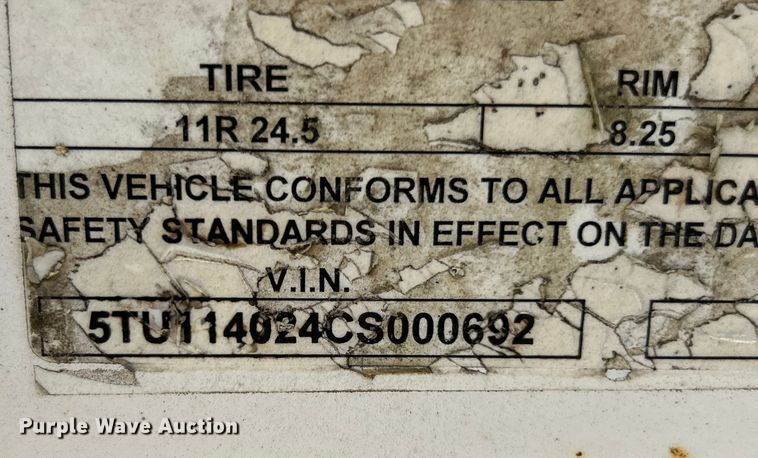 TIRE RIM
11R 24.5 8.25
THIS VEHICLE CONFORMS TO ALL APPLICA
SAFETY STANDARDS IN EFFECT ON THE DA
V.I.N.
5TU114024CS000692
Purple Wave Auction